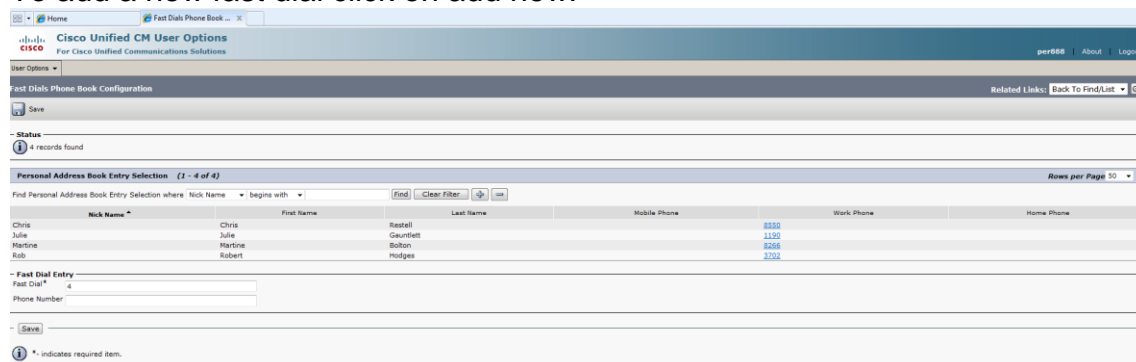 To add a new fast dial click on add new.
Home
Fast Dials Phone Book ... x
CISCO
Cisco Unified CM User Options
For Cisco Unified Communications Solutions
per888 | About | Logo
User Options
Fast Dials Phone Book Configuration
Related Links: Back To Find/List
Save
Status
4 records found
Personal Address Book Entry Selection (1 - 4 of 4)
Rows per Page 50
Find Personal Address Book Entry Selection where Nick Name begins with Find Clear Filter
Nick Name First Name Last Name Mobile Phone Work Phone Home Phone
Chris Chris Restell 8550
Julie Julie Gauntlett 1190
Martine Martine Bolton 8266
Rob Robert Hodges 3702
Fast Dial Entry
Fast Dial* 4
Phone Number
Save
*- indicates required item.